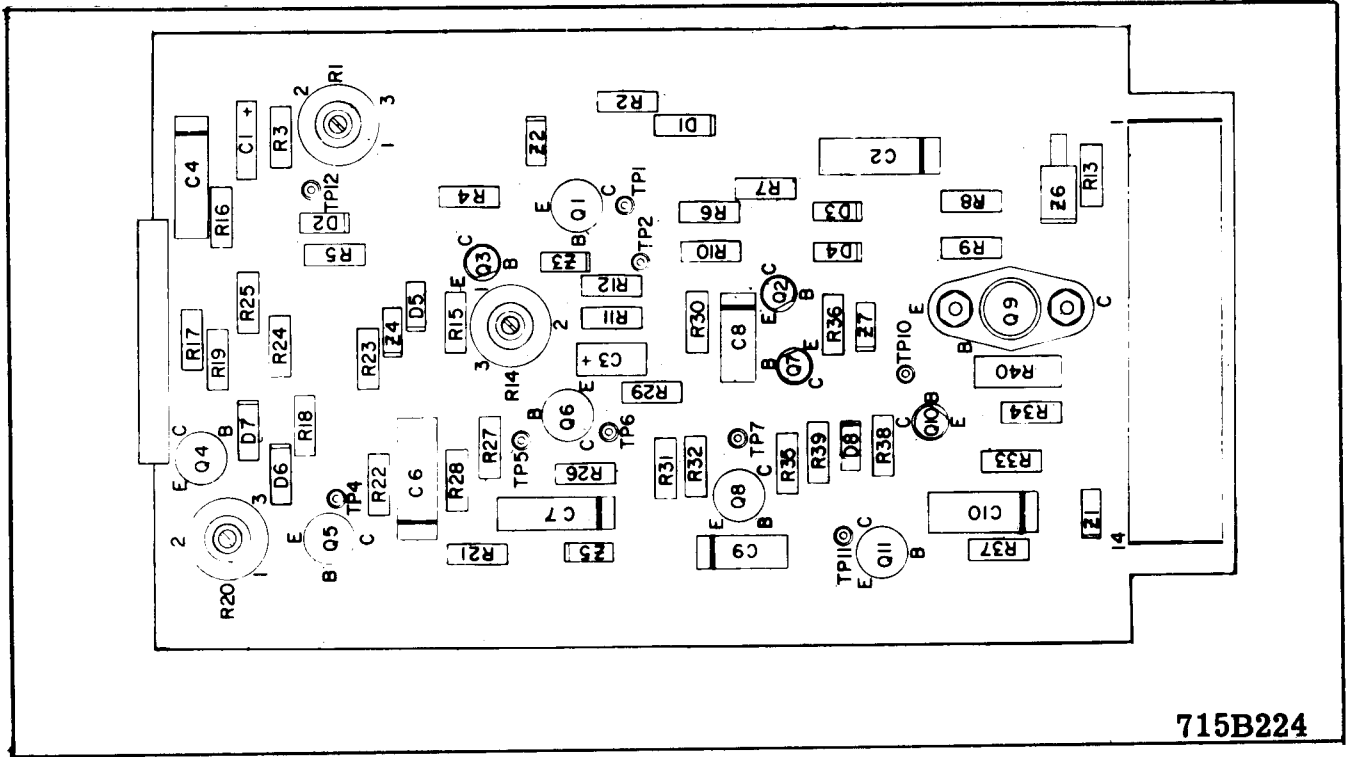 R1
2
3
1
C1 +
R3
C4
R16
TP12
D2
R5
R2
D1
Z2
R4
E
Q1
C
B
TP1
TP2
R7
C2
R6
D3
R8
R10
D4
R9
Z6
R13
1
C
Q3
B
E
Z3
R12
R11
R25
R17
R19
R24
R23
Z4
D5
R15
1
2
3
R14
C3 +
R29
R30
C8
C
Q2
B
E
R36
Z7
B
E
Q7
C
TP10
E
Q9
C
B
R40
R34
C
Q10
B
E
C
Q4
B
E
D7
D6
R18
TP4
R22
C6
R28
R27
TP5
B
E
Q6
C
TP6
R26
C7
R31
R32
TP7
C
Q8
E
B
R35
R39
D8
R38
R33
C10
R37
Z1
14
2
3
1
R20
E
Q5
C
B
R21
Z5
C9
TP11
C
Q11
B
E
715B224